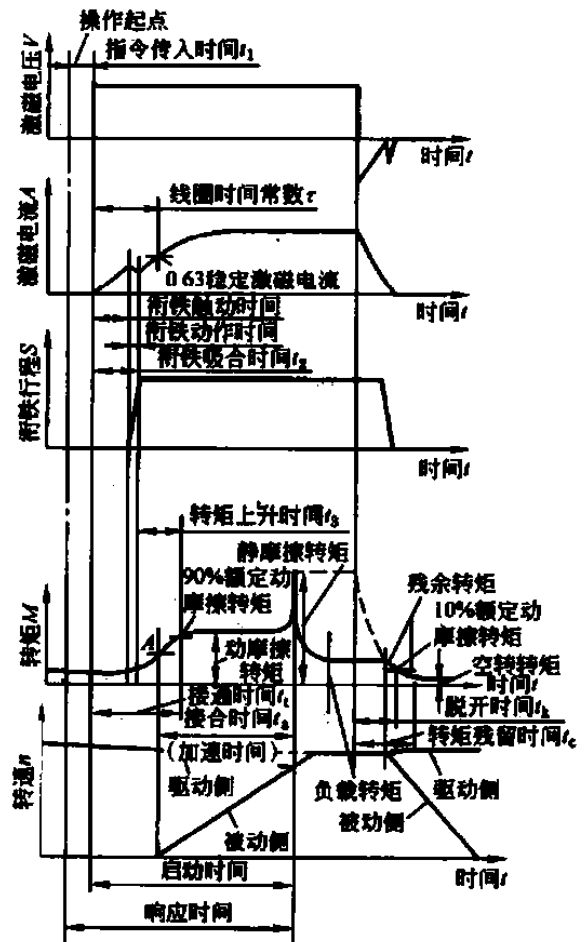 操作起点
指令传入时间t₁
激磁电压V
时间t
线圈时间常数τ
激磁电流A
0.63稳定激磁电流
时间t
衔铁触动时间
衔铁动作时间
衔铁吸合时间t₂
衔铁行程S
时间t
转矩上升时间t₃
静摩擦转矩
90%额定动
摩擦转矩
残余转矩
10%额定动
摩擦转矩
转矩M
A
动摩擦
转矩
空转转矩
时间t
接通时间t
接合时间t
脱开时间t
转矩残留时间t
(加速时间)
转速n
驱动侧
负载转矩
驱动侧
被动侧
被动侧
启动时间
时间t
响应时间